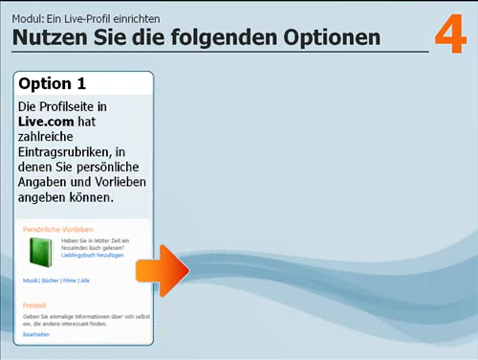 Modul: Ein Live-Profil einrichten
Nutzen Sie die folgenden Optionen
4
Option 1
Die Profilseite in
Live.com hat
zahlreiche
Eintragsrubriken, in
denen Sie persönliche
Angaben und Vorlieben
angeben können.
Persönliche Vorlieben
Haben Sie in letzter Zeit ein
fesselndes Buch gelesen?
Lieblingsbuch hinzufügen
Musik | Bücher | Filme | Alle
Freizeit
Geben Sie einmalige Informationen über sich selbst
ein, die andere interessant finden.
Bearbeiten